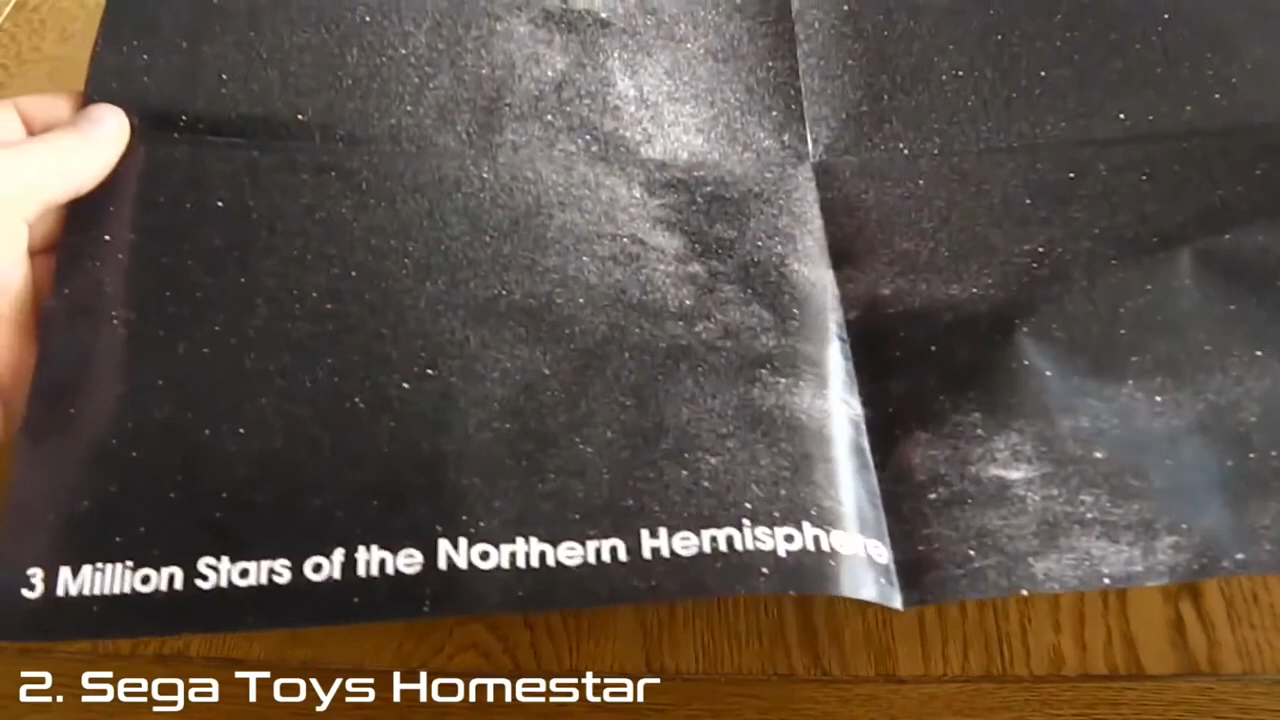 3 Million Stars of the Northern Hemisphere
2. Sega Toys Homestar